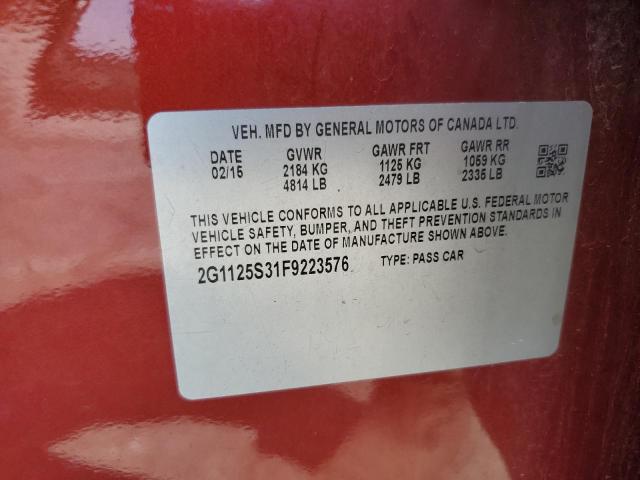 VEH. MFD BY GENERAL MOTORS OF CANADA LTD.
DATE GVWR GAWR FRT GAWR RR
02/15 2184 KG 1125 KG 1059 KG
4814 LB 2479 LB 2335 LB
THIS VEHICLE CONFORMS TO ALL APPLICABLE U.S. FEDERAL MOTOR
VEHICLE SAFETY, BUMPER, AND THEFT PREVENTION STANDARDS IN
EFFECT ON THE DATE OF MANUFACTURE SHOWN ABOVE.
2G1125S31F9223576 TYPE: PASS CAR